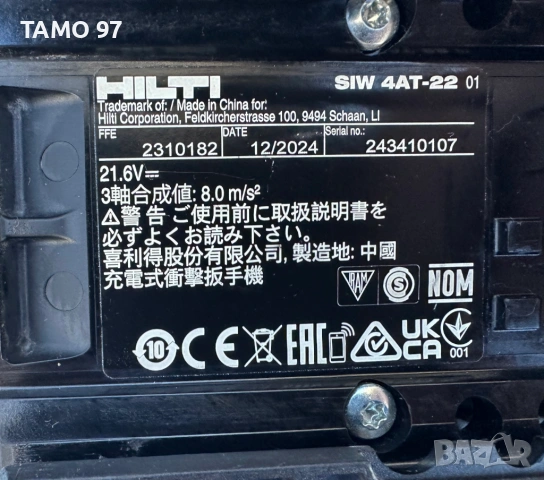 TAMO 97
HILTI SIW 4AT-22 01
Trademark of: / Made in China for:
Hilti Corporation, Feldkircherstrasse 100, 9494 Schaan, LI
FFE DATE Serial no.:
2310182 12/2024 243410107
21.6V⎓
3軸合成値: 8.0 m/s²
⚠警告 ご使用前に取扱説明書を
必ずよくお読み下さい。
喜利得股份有限公司, 製造地: 中國
充電式衝擊扳手機
TRAM S NOM
10 CE EAC UK
CA 001
BAZAR